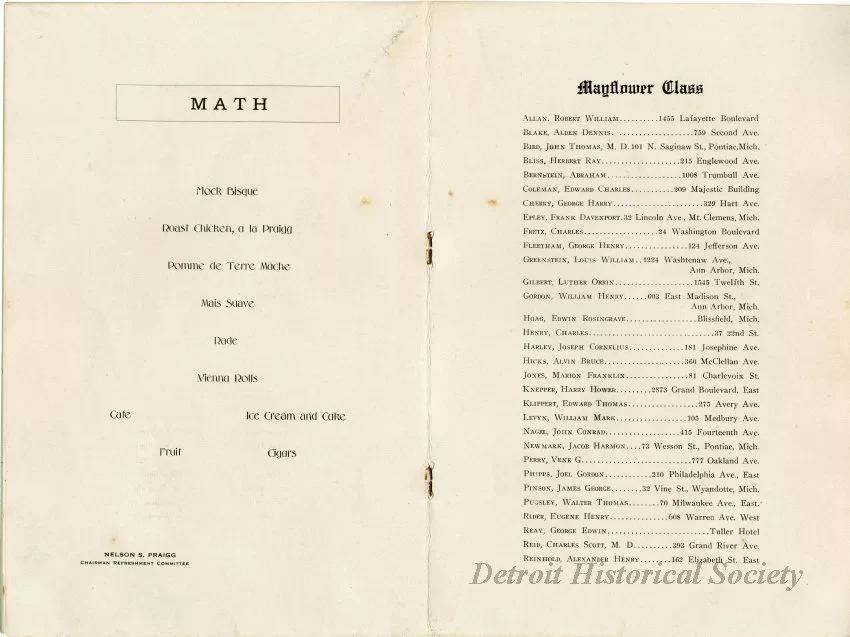 MATH
Mock Bisque
Roast Chicken, a la Praigg
Pomme de Terre Mâche
Mais Suave
Rade
Vienna Rolls
Cafe Ice Cream and Cake
Fruit Cigars
NELSON S. PRAIGG
CHAIRMAN REFRESHMENT COMMITTEE
Mayflower Class
ALLAN, ROBERT WILLIAM..........1455 Lafayette Boulevard
BLAKE, ALDEN DENNIS. ....................759 Second Ave.
BIRD, JOHN THOMAS, M. D.101 N. Saginaw St., Pontiac,Mich.
BLISS, HERBERT RAY...................215 Englewood Ave.
BERNSTEIN, ABRAHAM...................1008 Trumbull Ave.
COLEMAN, EDWARD CHARLES...........209 Majestic Building
CHERRY, GEORGE HARRY.......................329 Hart Ave.
EPLEY, FRANK DAVENPORT.32 Lincoln Ave., Mt. Clemens, Mich.
FRETZ, CHARLES...................24 Washington Boulevard
FLEETHAM, GEORGE HENRY................124 Jefferson Ave.
GREENSTEIN, LOUIS WILLIAM..1224 Washtenaw Ave.,
Ann Arbor, Mich.
GILBERT, LUTHER ORRIN....................1545 Twelfth St.
GORDON, WILLIAM HENRY......603 East Madison St.,
Ann Arbor, Mich.
HOAG, EDWIN ROSINGRAVE..................Blissfield, Mich.
HENRY, CHARLES................................37 22nd St.
HARLEY, JOSEPH CORNELIUS..............181 Josephine Ave.
HICKS, ALVIN BRUCE....................360 McClellan Ave.
JONES, MARION FRANKLIN................81 Charlevoix St.
KNEPPER, HARRY HOWER.........2873 Grand Boulevard, East
KLIPPERT, EDWARD THOMAS..................275 Avery Ave.
LEVYN, WILLIAM MARK..................105 Medbury Ave.
NAGEL, JOHN CONRAD...................415 Fourteenth Ave.
NEWMARK, JACOB HARMON....73 Wesson St., Pontiac, Mich.
PERRY, VENE G............................777 Oakland Ave.
PHIPPS, JOEL GORDON............230 Philadelphia Ave., East
PINSON, JAMES GEORGE........32 Vine St., Wyandotte, Mich.
PUGSLEY, WALTER THOMAS........70 Milwaukee Ave., East.
RIDER, EUGENE HENRY...............608 Warren Ave. West
REAY, GEORGE EDWIN..........................Tuller Hotel
REID, CHARLES SCOTT, M. D..........393 Grand River Ave.
REINHOLD, ALEXANDER HENRY........162 Elizabeth St. East
Detroit Historical Society